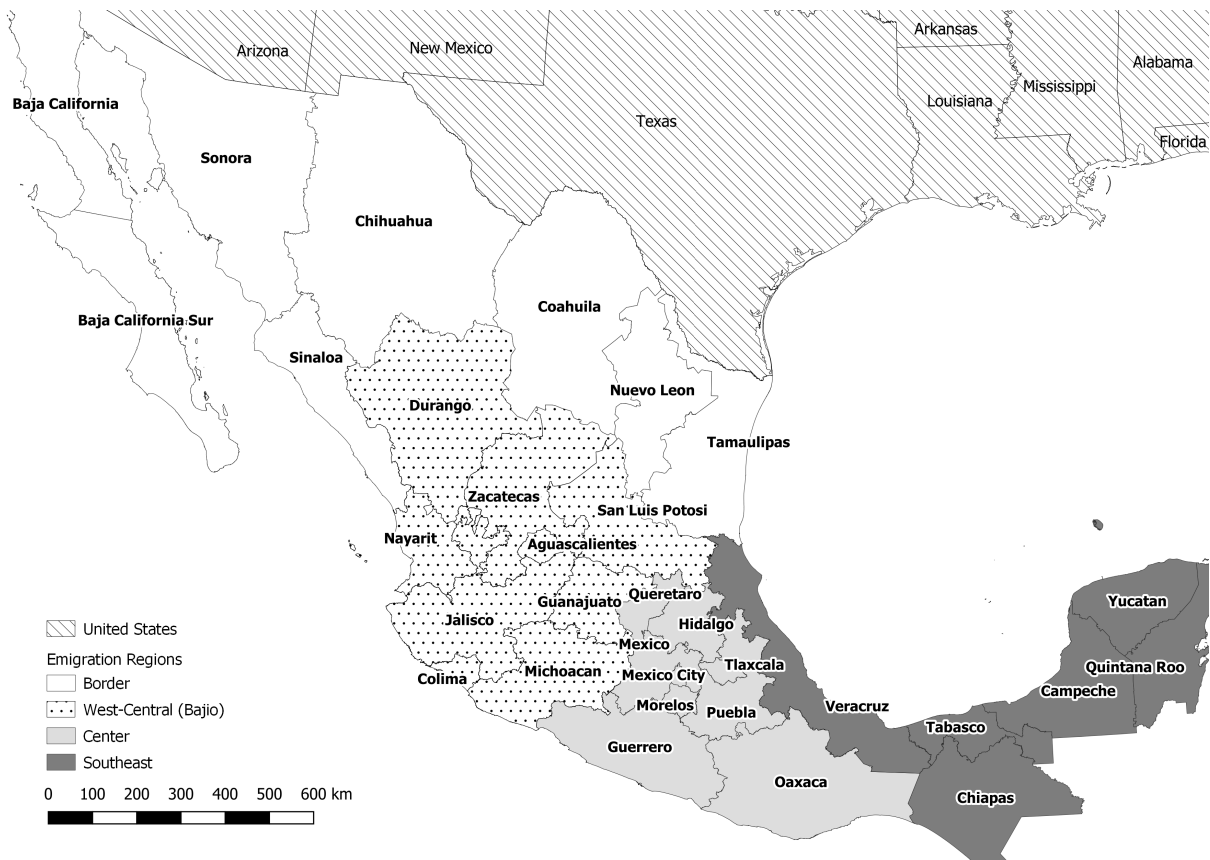 Arkansas
Arizona
New Mexico
Alabama
Mississippi
Louisiana
Baja California
Texas
Florida
Sonora
Chihuahua
Coahuila
Baja California Sur
Sinaloa
Nuevo Leon
Durango
Tamaulipas
Zacatecas
San Luis Potosi
Nayarit
Aguascalientes
Queretaro
Guanajuato
Yucatan
Jalisco
Hidalgo
Mexico
Tlaxcala
Quintana Roo
Michoacan
Mexico City
Colima
Campeche
Morelos
Puebla
Veracruz
Tabasco
Guerrero
Oaxaca
Chiapas
United States
Emigration Regions
Border
West-Central (Bajio)
Center
Southeast
0 100 200 300 400 500 600 km